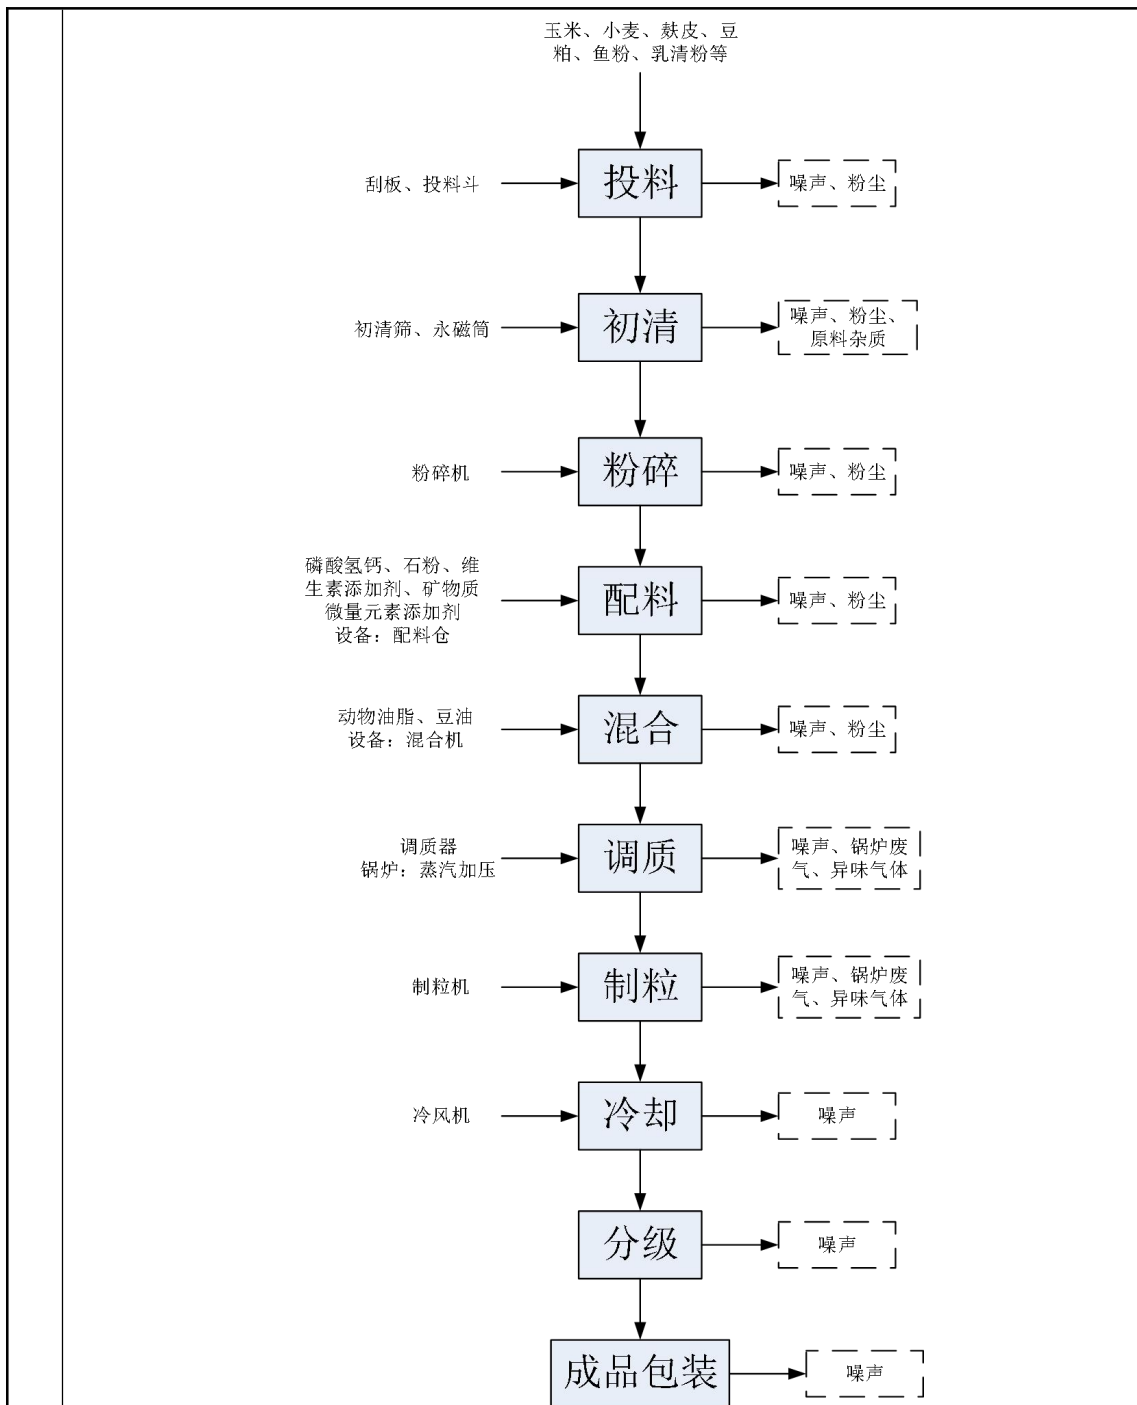 玉米、小麦、麸皮、豆
粕、鱼粉、乳清粉等
刮板、投料斗
投料
噪声、粉尘
初清筛、永磁筒
初清
噪声、粉尘、
原料杂质
粉碎机
粉碎
噪声、粉尘
磷酸氢钙、石粉、维
生素添加剂、矿物质
微量元素添加剂
设备：配料仓
配料
噪声、粉尘
动物油脂、豆油
设备：混合机
混合
噪声、粉尘
调质器
锅炉：蒸汽加压
调质
噪声、锅炉废
气、异味气体
制粒机
制粒
噪声、锅炉废
气、异味气体
冷风机
冷却
噪声
分级
噪声
成品包装
噪声